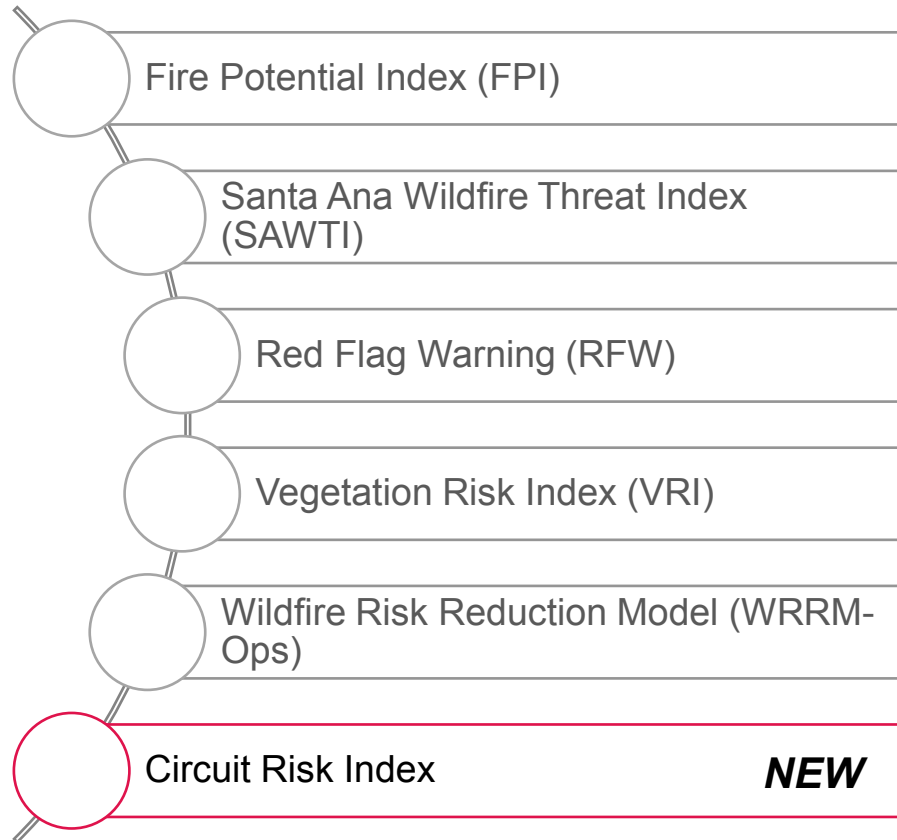 Fire Potential Index (FPI)
Santa Ana Wildfire Threat Index
(SAWTI)
Red Flag Warning (RFW)
Vegetation Risk Index (VRI)
Wildfire Risk Reduction Model (WRRM-
Ops)
Circuit Risk Index NEW